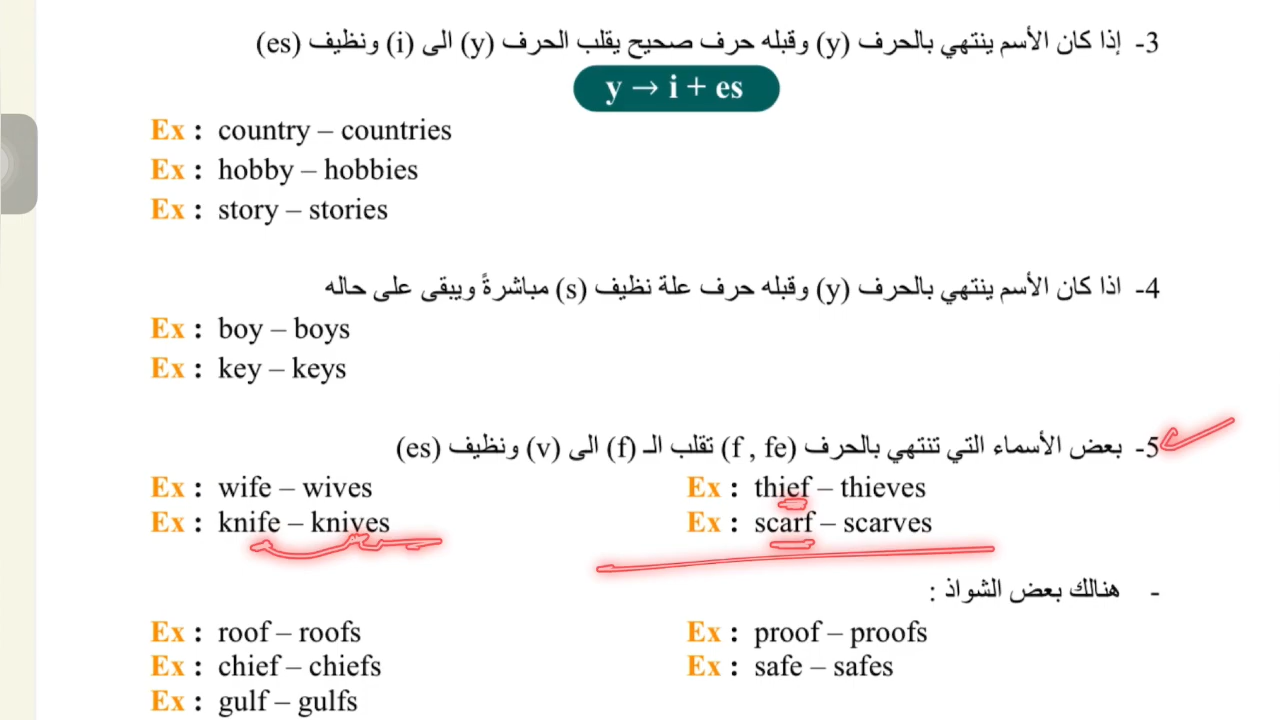 3- إذا كان الأسم ينتهي بالحرف (y) وقبله حرف صحيح يقلب الحرف (y) الى (i) ونظيف (es)
y → i + es
Ex : country – countries
Ex : hobby – hobbies
Ex : story – stories
4- اذا كان الأسم ينتهي بالحرف (y) وقبله حرف علة نظيف (s) مباشرةً ويبقى على حاله
Ex : boy – boys
Ex : key – keys
5- بعض الأسماء التي تنتهي بالحرف (f , fe) تقلب الـ (f) الى (v) ونظيف (es)
Ex : wife – wives Ex : thief – thieves
Ex : knife – knives Ex : scarf – scarves
- هنالك بعض الشواذ :
Ex : roof – roofs Ex : proof – proofs
Ex : chief – chiefs Ex : safe – safes
Ex : gulf – gulfs